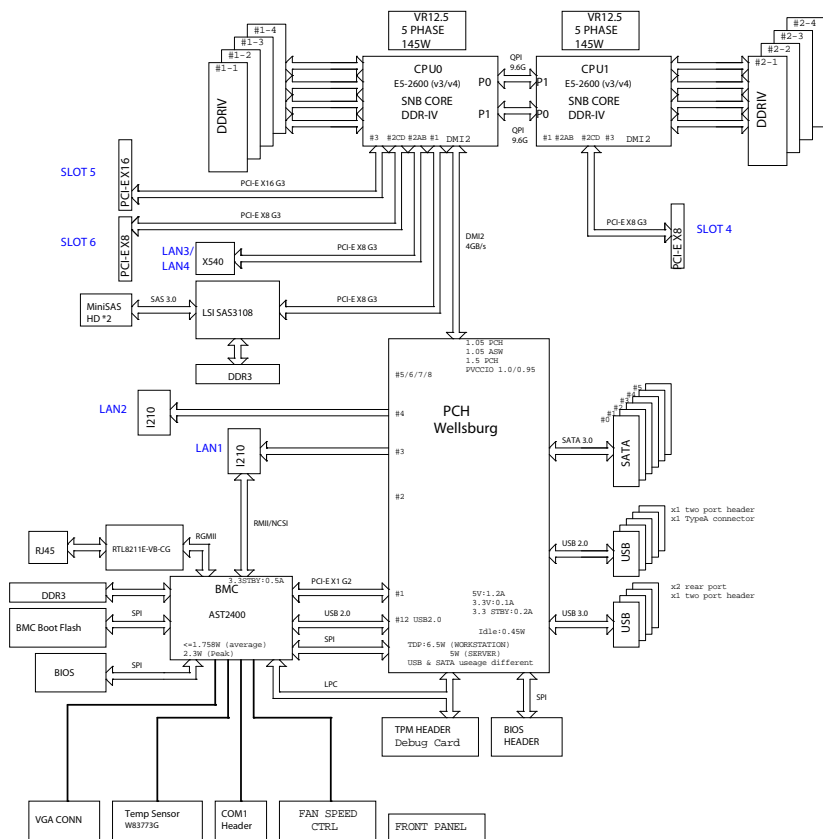 VR12.5
5 PHASE
145W
VR12.5
5 PHASE
145W
#1-4
#1-3
#1-2
#1-1
DDRIV
CPU0
E5-2600 (v3/v4)
SNB CORE
DDR-IV
P0
P1
#3
#2CD
#2AB
#1
DMI2
QPI
9.6G
QPI
9.6G
CPU1
E5-2600 (v3/v4)
SNB CORE
DDR-IV
P1
P0
#1
#2AB
#2CD
#3
DMI2
#2-4
#2-3
#2-2
#2-1
DDRIV
SLOT 5
PCI-E X16
PCI-E X16 G3
SLOT 6
PCI-E X8
PCI-E X8 G3
LAN3/
LAN4
X540
PCI-E X8 G3
DMI2
4GB/s
PCI-E X8 G3
PCI-E X8
SLOT 4
MiniSAS
HD *2
SAS 3.0
LSI SAS3108
PCI-E X8 G3
DDR3
1.05 PCH
1.05 ASW
1.5 PCH
PVCCIO 1.0/0.95
#5/6/7/8
PCH
Wellsburg
#4
#3
#2
LAN2
I210
LAN1
I210
SATA 3.0
#5
#4
#3
#2
#1
#0
SATA
RMII/NCSI
x1 two port header
x1 TypeA connector
USB 2.0
USB
RJ45
RTL8211E-VB-CG
RGMII
x2 rear port
x1 two port header
USB 3.0
USB
3.3STBY:0.5A
BMC
AST2400
<=1.758W (average)
2.3W (Peak)
DDR3
BMC Boot Flash
SPI
BIOS
SPI
PCI-E X1 G2
#1
USB 2.0
#12 USB2.0
SPI
5V:1.2A
3.3V:0.1A
3.3 STBY:0.2A
Idle:0.45W
TDP:6.5W (WORKSTATION)
5W (SERVER)
USB & SATA useage different
LPC
SPI
TPM HEADER
Debug Card
BIOS
HEADER
VGA CONN
Temp Sensor
W83773G
COM1
Header
FAN SPEED
CTRL
FRONT PANEL